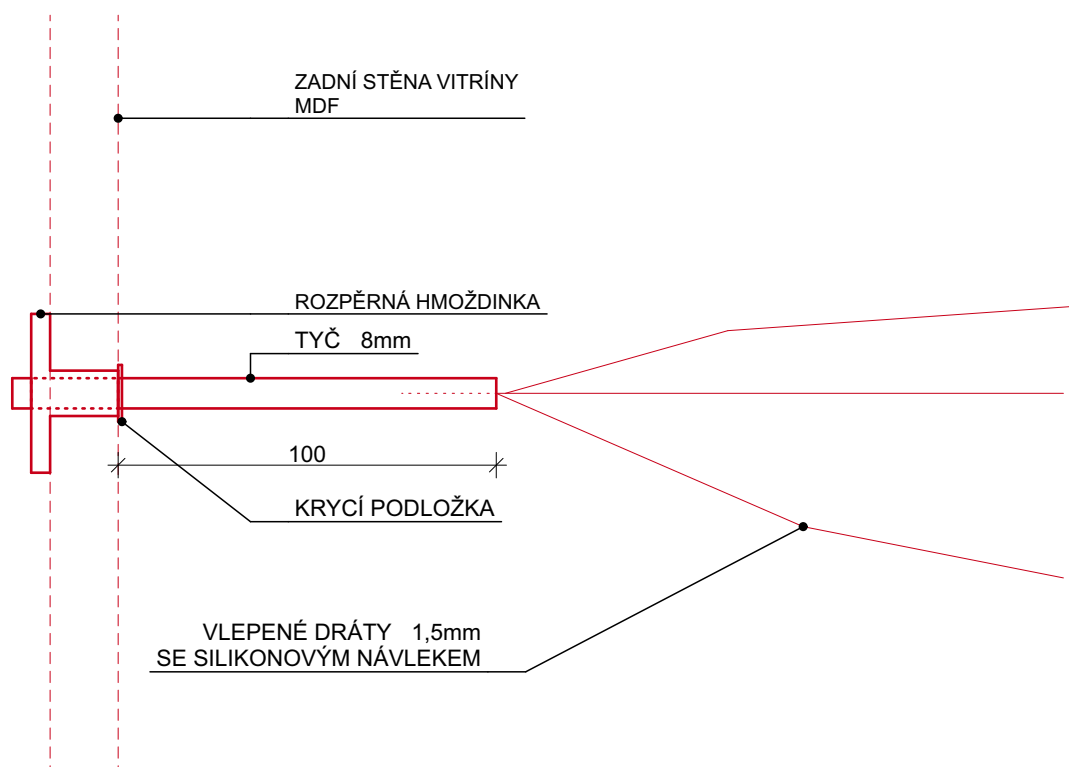 ZADNÍ STĚNA VITRÍNY
MDF
ROZPĚRNÁ HMOŽDINKA
TYČ 8mm
100
KRYCÍ PODLOŽKA
VLEPENÉ DRÁTY 1,5mm
SE SILIKONOVÝM NÁVLEKEM